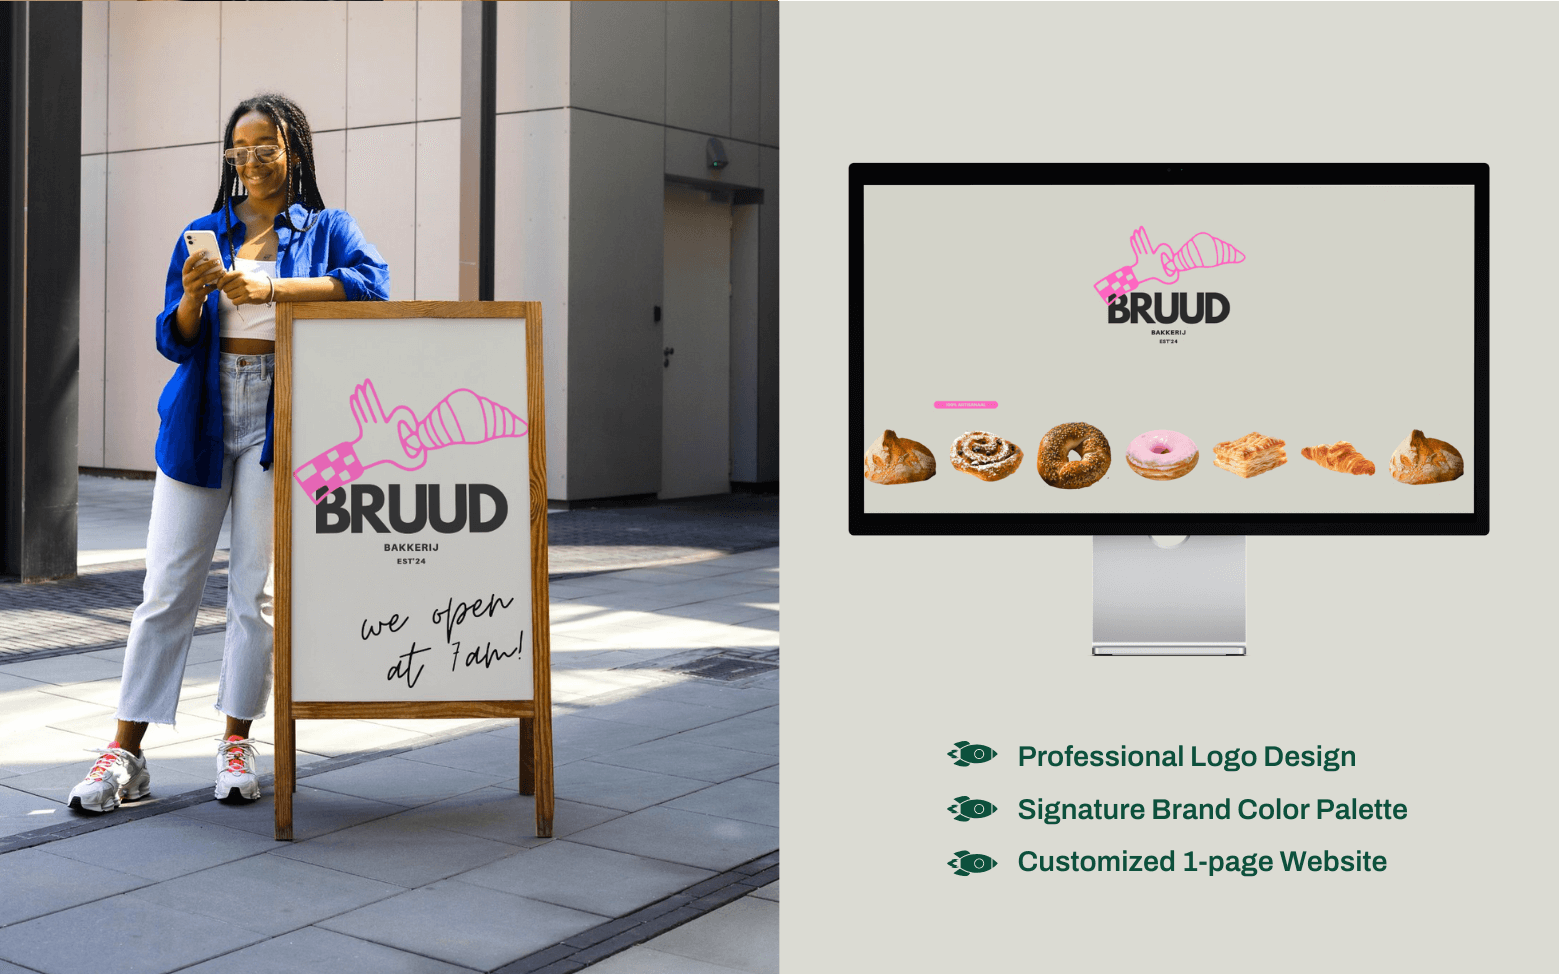 BRUUD
BAKKERIJ
EST'24
we open
at 7am!
BRUUD
BAKKERIJ
EST'24
Professional Logo Design
Signature Brand Color Palette
Customized 1-page Website